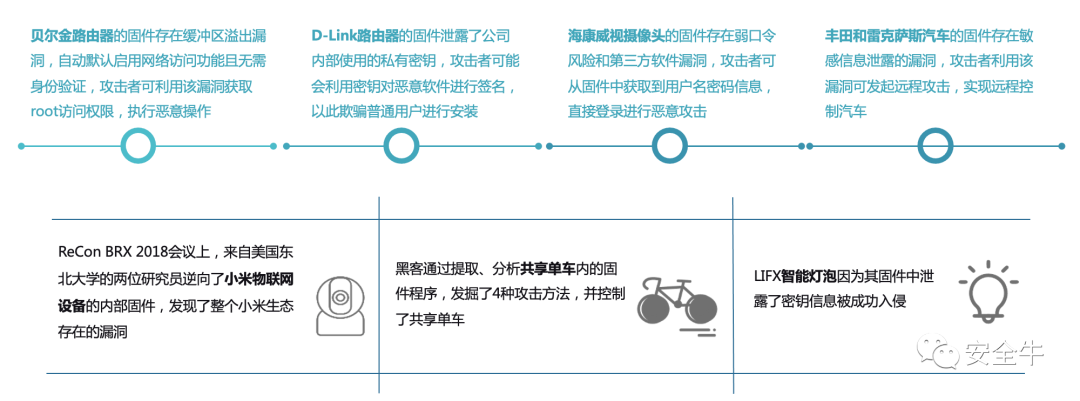 贝尔金路由器的固件存在缓冲区溢出漏
洞，自动默认启用网络访问功能且无需
身份验证，攻击者可利用该漏洞获取
root访问权限，执行恶意操作
D-Link路由器的固件泄露了公司
内部使用的私有密钥，攻击者可能
会利用密钥对恶意软件进行签名，
以此欺骗普通用户进行安装
海康威视摄像头的固件存在弱口令
风险和第三方软件漏洞，攻击者可
从固件中获取到用户名密码信息，
直接登录进行恶意攻击
丰田和雷克萨斯汽车的固件存在敏
感信息泄露的漏洞，攻击者利用该
漏洞可发起远程攻击，实现远程控
制汽车
ReCon BRX 2018会议上，来自美国东
北大学的两位研究员逆向了小米物联网
设备的内部固件，发现了整个小米生态
存在的漏洞
黑客通过提取、分析共享单车内的固
件程序，发掘了4种攻击方法，并控制
了共享单车
LIFX智能灯泡因为其固件中泄
露了密钥信息被成功入侵
安全牛